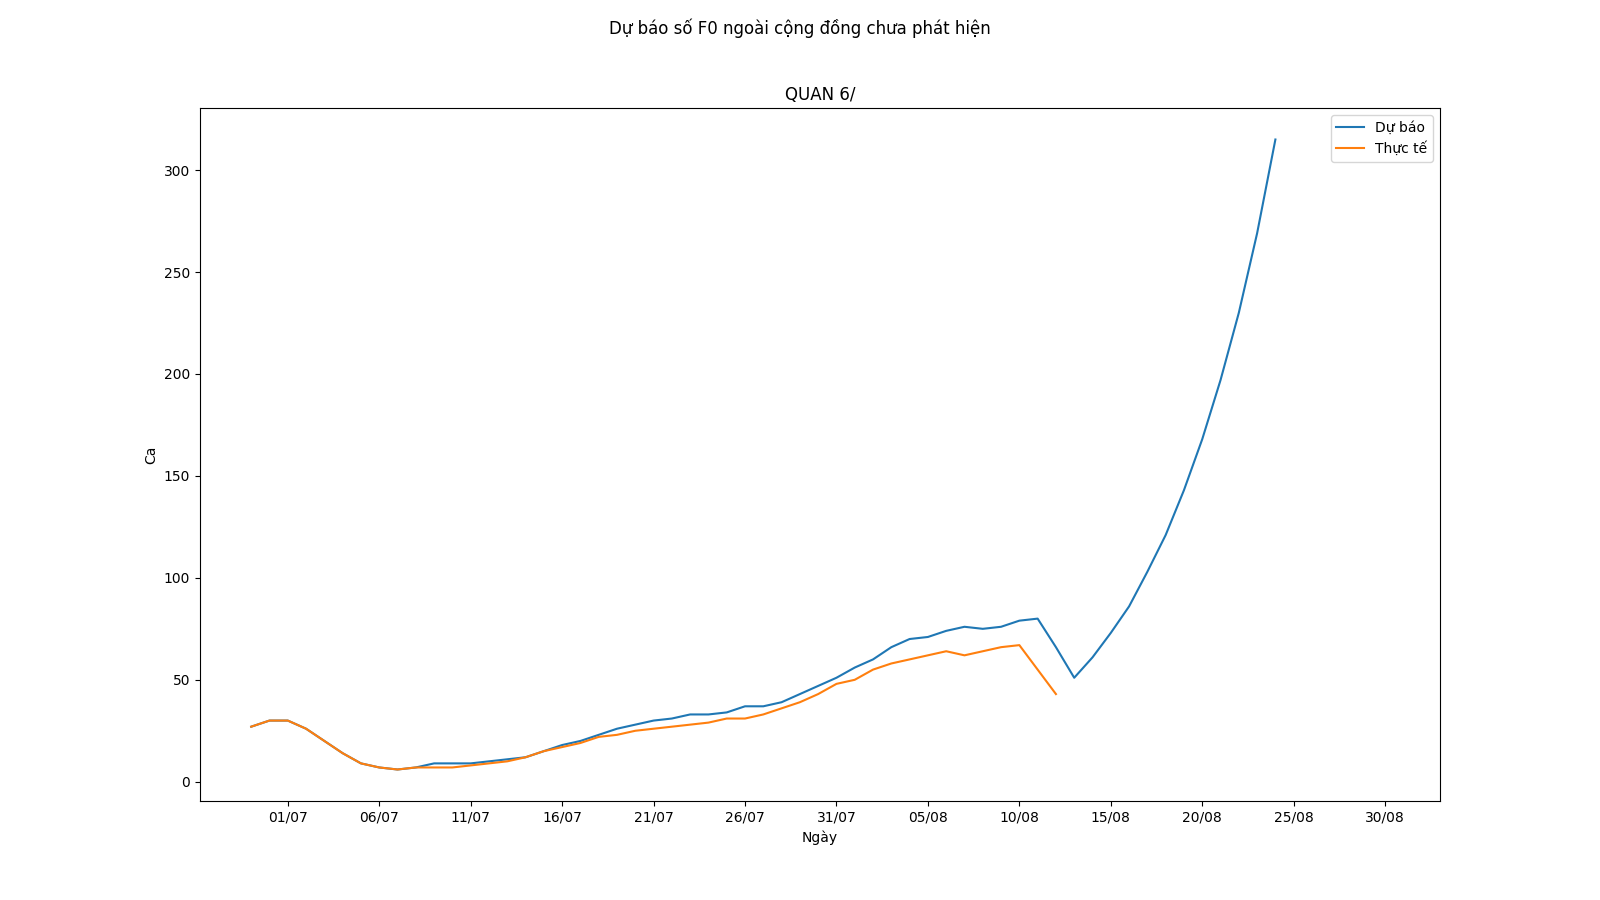 Dự báo số F0 ngoài cộng đồng chưa phát hiện
QUAN 6/
Dự báo
Thực tế
300
250
200
150
100
50
0
Ca
01/07 06/07 11/07 16/07 21/07 26/07 31/07 05/08 10/08 15/08 20/08 25/08 30/08
Ngày